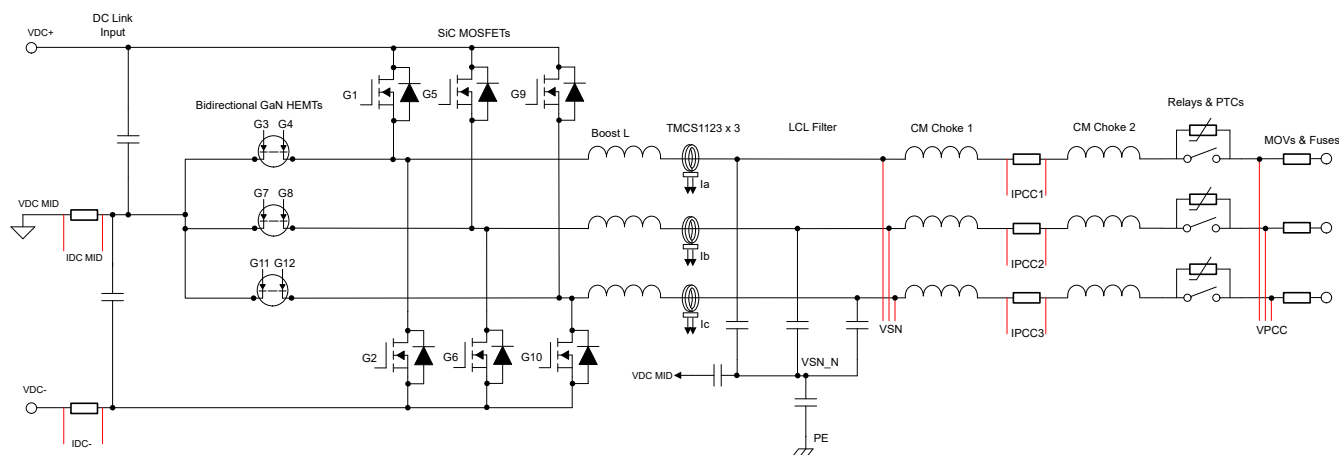 DC Link
Input
VDC+
SiC MOSFETs
G1
G5
G9
Bidirectional GaN HEMTs
G3 G4
Boost L
TMCS1123 x 3
LCL Filter
CM Choke 1
CM Choke 2
Relays & PTCs
MOVs & Fuses
Ia
IPCC1
VDC MID
IDC MID
G7 G8
Ib
IPCC2
G11 G12
Ic
IPCC3
VSN
VPCC
G2
G6
G10
VSN_N
VDC MID
VDC-
IDC-
PE